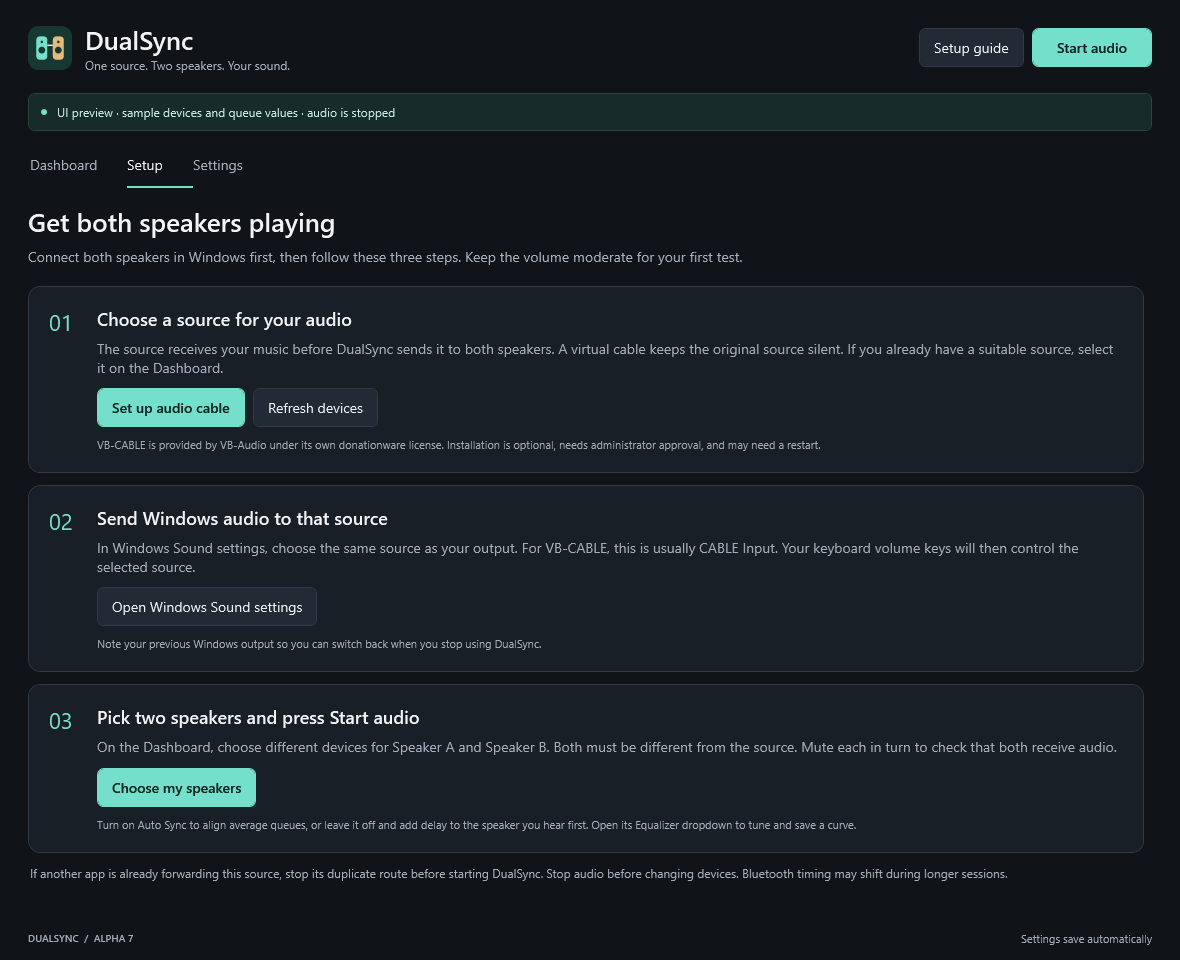 DualSync
One source. Two speakers. Your sound.
Setup guide
Start audio
UI preview · sample devices and queue values · audio is stopped
Dashboard
Setup
Settings
Get both speakers playing
Connect both speakers in Windows first, then follow these three steps. Keep the volume moderate for your first test.
01
Choose a source for your audio
The source receives your music before DualSync sends it to both speakers. A virtual cable keeps the original source silent. If you already have a suitable source, select
it on the Dashboard.
Set up audio cable
Refresh devices
VB-CABLE is provided by VB-Audio under its own donationware license. Installation is optional, needs administrator approval, and may need a restart.
02
Send Windows audio to that source
In Windows Sound settings, choose the same source as your output. For VB-CABLE, this is usually CABLE Input. Your keyboard volume keys will then control the
selected source.
Open Windows Sound settings
Note your previous Windows output so you can switch back when you stop using DualSync.
03
Pick two speakers and press Start audio
On the Dashboard, choose different devices for Speaker A and Speaker B. Both must be different from the source. Mute each in turn to check that both receive audio.
Choose my speakers
Turn on Auto Sync to align average queues, or leave it off and add delay to the speaker you hear first. Open its Equalizer dropdown to tune and save a curve.
If another app is already forwarding this source, stop its duplicate route before starting DualSync. Stop audio before changing devices. Bluetooth timing may shift during longer sessions.
DUALSYNC / ALPHA 7
Settings save automatically